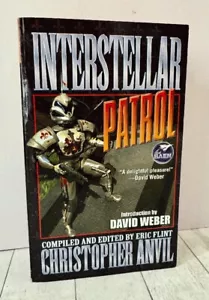 INTERSTELLAR
PATROL
BAEN
"A delightful pleasure!"
—David Weber
Introduction by
DAVID WEBER
COMPILED AND EDITED BY ERIC FLINT
CHRISTOPHER ANVIL